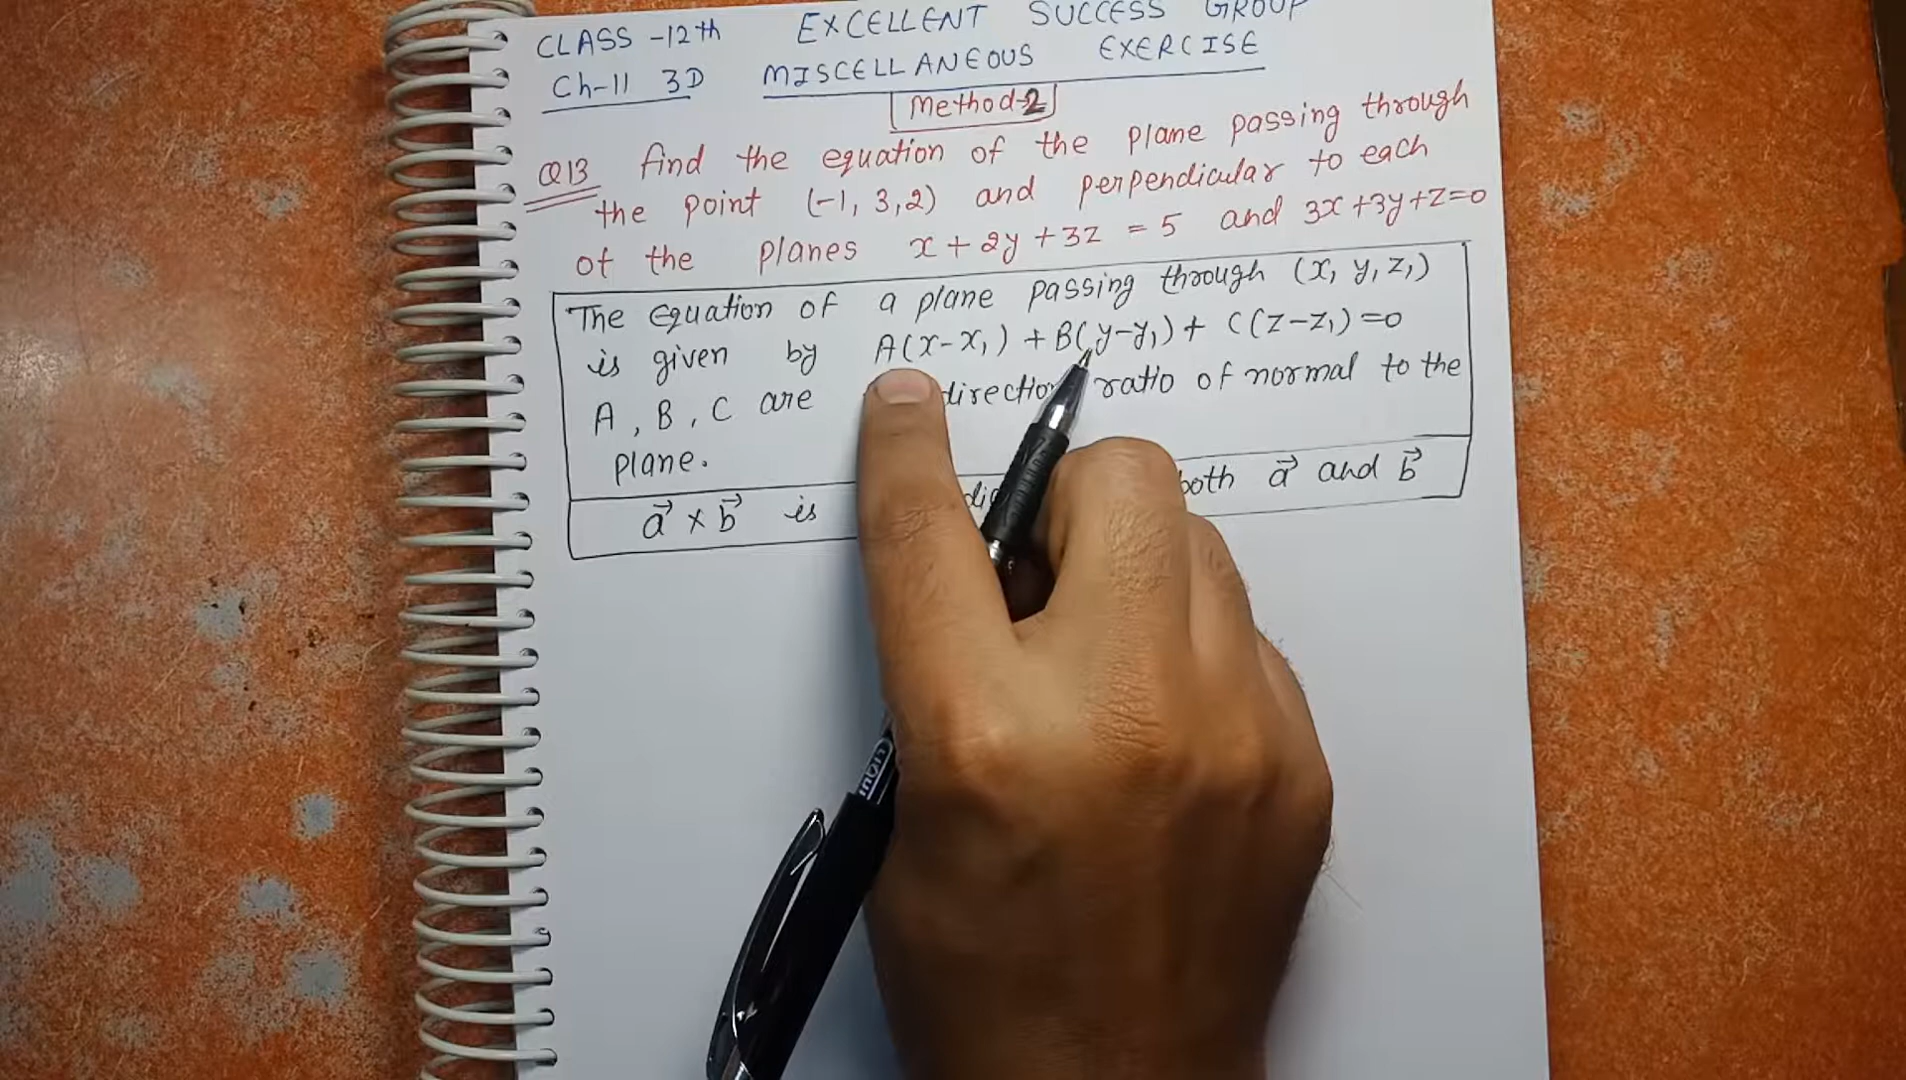 CLASS -12th EXCELLENT SUCCESS GROUP
Ch-11 3D MISCELLANEOUS EXERCISE
Method-2
Q13 find the equation of the plane passing through
the point (-1, 3, 2) and perpendicular to each
of the planes x + 2y + 3z = 5 and 3x+3y+z=0
The equation of a plane passing through (x₁ y₁ z₁)
is given by A(x-x₁) + B(y-y₁) + C(z-z₁) =0
A, B, C are direction ratio of normal to the
plane.
a⃗ × b⃗ is both a⃗ and b⃗